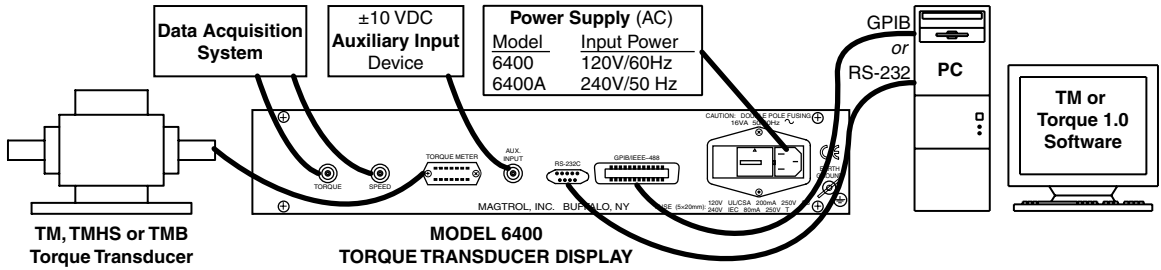 Data Acquisition
System
±10 VDC
Auxiliary Input
Device
Power Supply (AC)
Model Input Power
6400 120V/60Hz
6400A 240V/50 Hz
GPIB
or
RS-232
PC
TM or
Torque 1.0
Software
TORQUE
SPEED
TORQUE METER
AUX.
INPUT
RS-232C
GPIB/IEEE-488
CAUTION: DOUBLE POLE FUSING
16VA
EARTH
GROUND
MAGTROL, INC. BUFFALO, NY
(5×20mm): 120V UL/CSA 200mA 250V
240V IEC 80mA 250V T
TM, TMHS or TMB
Torque Transducer
MODEL 6400
TORQUE TRANSDUCER DISPLAY